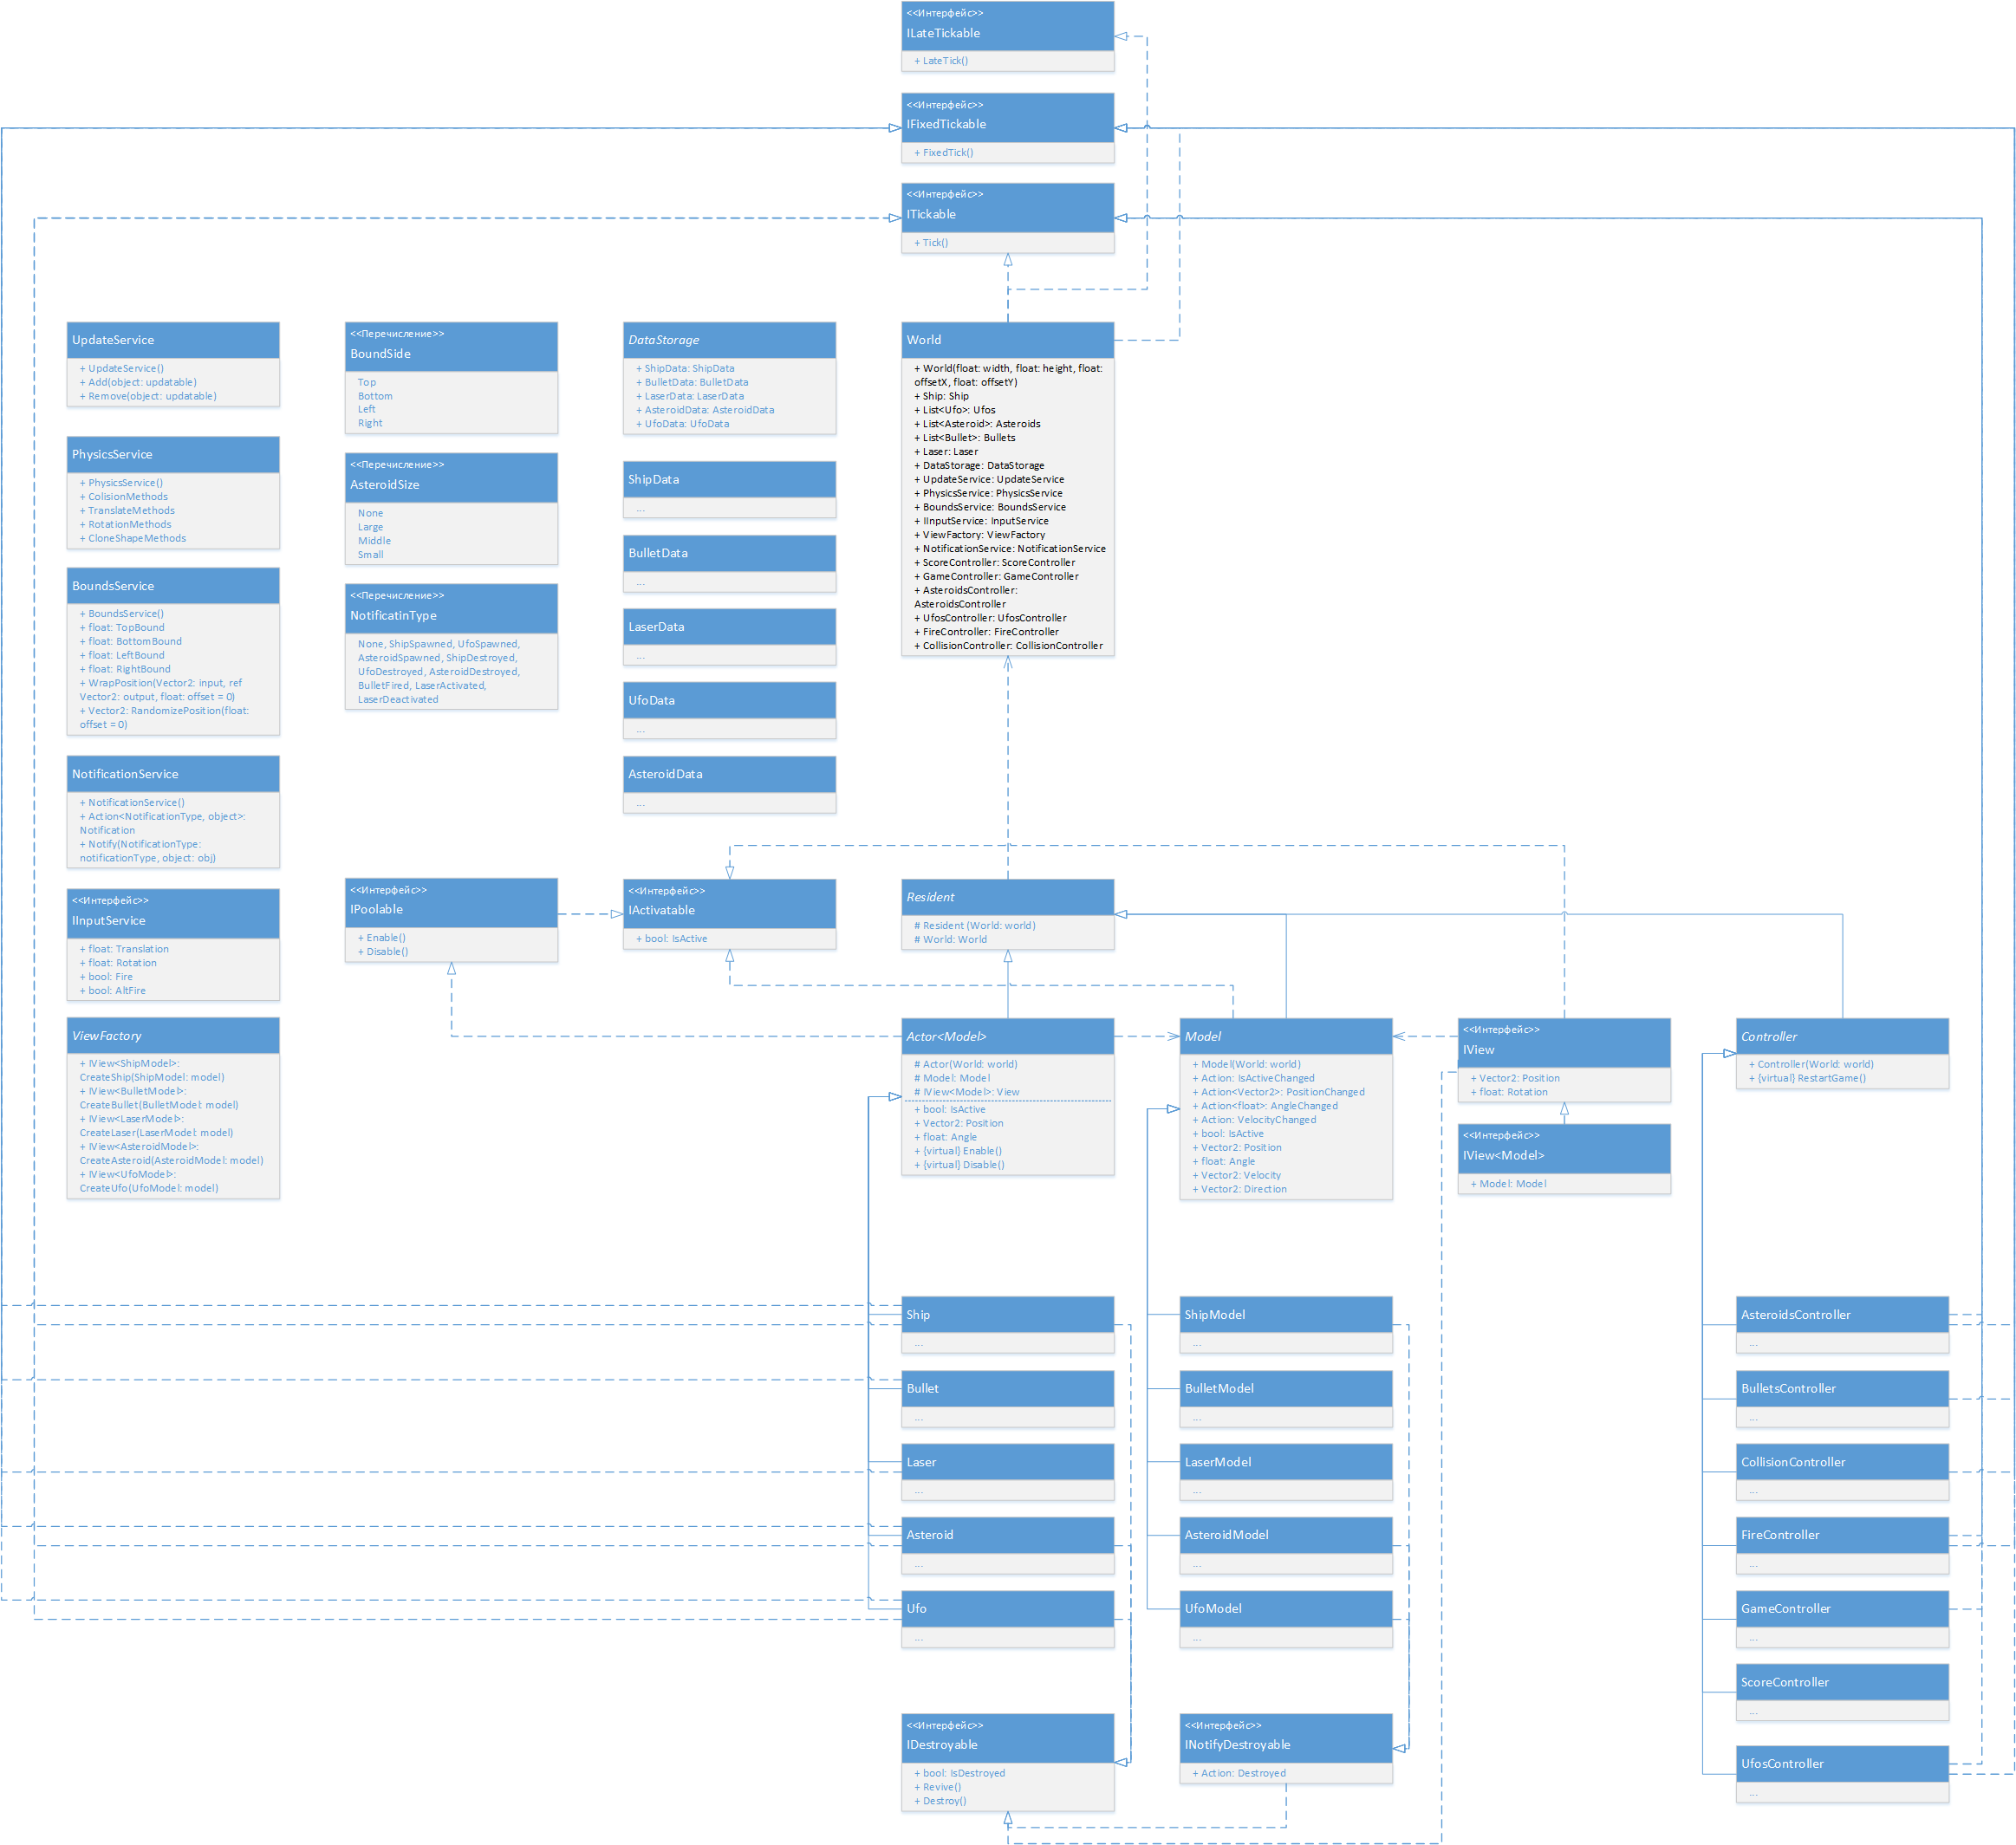 <<Интерфейс>>
ILateTickable
+ LateTick()
<<Интерфейс>>
IFixedTickable
+ FixedTick()
<<Интерфейс>>
ITickable
+ Tick()
UpdateService
+ UpdateService()
+ Add(object: updatable)
+ Remove(object: updatable)
PhysicsService
+ PhysicsService()
+ ColisionMethods
+ TranslateMethods
+ RotationMethods
+ CloneShapeMethods
BoundsService
+ BoundsService()
+ float: TopBound
+ float: BottomBound
+ float: LeftBound
+ float: RightBound
+ WrapPosition(Vector2: input, ref
Vector2: output, float: offset = 0)
+ Vector2: RandomizePosition(float:
offset = 0)
NotificationService
+ NotificationService()
+ Action<NotificationType, object>:
Notification
+ Notify(NotificationType:
notificationType, object: obj)
<<Интерфейс>>
IInputService
+ float: Translation
+ float: Rotation
+ bool: Fire
+ bool: AltFire
ViewFactory
+ IView<ShipModel>:
CreateShip(ShipModel: model)
+ IView<BulletModel>:
CreateBullet(BulletModel: model)
+ IView<LaserModel>:
CreateLaser(LaserModel: model)
+ IView<AsteroidModel>:
CreateAsteroid(AsteroidModel: model)
+ IView<UfoModel>:
CreateUfo(UfoModel: model)
<<Перечисление>>
BoundSide
Top
Bottom
Left
Right
<<Перечисление>>
AsteroidSize
None
Large
Middle
Small
<<Перечисление>>
NotificatinType
None, ShipSpawned, UfoSpawned,
AsteroidSpawned, ShipDestroyed,
UfoDestroyed, AsteroidDestroyed,
BulletFired, LaserActivated,
LaserDeactivated
DataStorage
+ ShipData: ShipData
+ BulletData: BulletData
+ LaserData: LaserData
+ AsteroidData: AsteroidData
+ UfoData: UfoData
ShipData
...
BulletData
...
LaserData
...
UfoData
...
AsteroidData
...
World
+ World(float: width, float: height, float:
offsetX, float: offsetY)
+ Ship: Ship
+ List<Ufo>: Ufos
+ List<Asteroid>: Asteroids
+ List<Bullet>: Bullets
+ Laser: Laser
+ DataStorage: DataStorage
+ UpdateService: UpdateService
+ PhysicsService: PhysicsService
+ BoundsService: BoundsService
+ IInputService: InputService
+ ViewFactory: ViewFactory
+ NotificationService: NotificationService
+ ScoreController: ScoreController
+ GameController: GameController
+ AsteroidsController:
AsteroidsController
+ UfosController: UfosController
+ FireController: FireController
+ CollisionController: CollisionController
<<Интерфейс>>
IPoolable
+ Enable()
+ Disable()
<<Интерфейс>>
IActivatable
+ bool: IsActive
Resident
# Resident (World: world)
# World: World
Actor<Model>
# Actor(World: world)
# Model: Model
# IView<Model>: View
+ bool: IsActive
+ Vector2: Position
+ float: Angle
+ {virtual} Enable()
+ {virtual} Disable()
Model
+ Model(World: world)
+ Action: IsActiveChanged
+ Action<Vector2>: PositionChanged
+ Action<float>: AngleChanged
+ Action: VelocityChanged
+ bool: IsActive
+ Vector2: Position
+ float: Angle
+ Vector2: Velocity
+ Vector2: Direction
<<Интерфейс>>
IView
+ Vector2: Position
+ float: Rotation
<<Интерфейс>>
IView<Model>
+ Model: Model
Controller
+ Controller(World: world)
+ {virtual} RestartGame()
Ship
...
Bullet
...
Laser
...
Asteroid
...
Ufo
...
ShipModel
...
BulletModel
...
LaserModel
...
AsteroidModel
...
UfoModel
...
AsteroidsController
...
BulletsController
...
CollisionController
...
FireController
...
GameController
...
ScoreController
...
UfosController
...
<<Интерфейс>>
IDestroyable
+ bool: IsDestroyed
+ Revive()
+ Destroy()
<<Интерфейс>>
INotifyDestroyable
+ Action: Destroyed